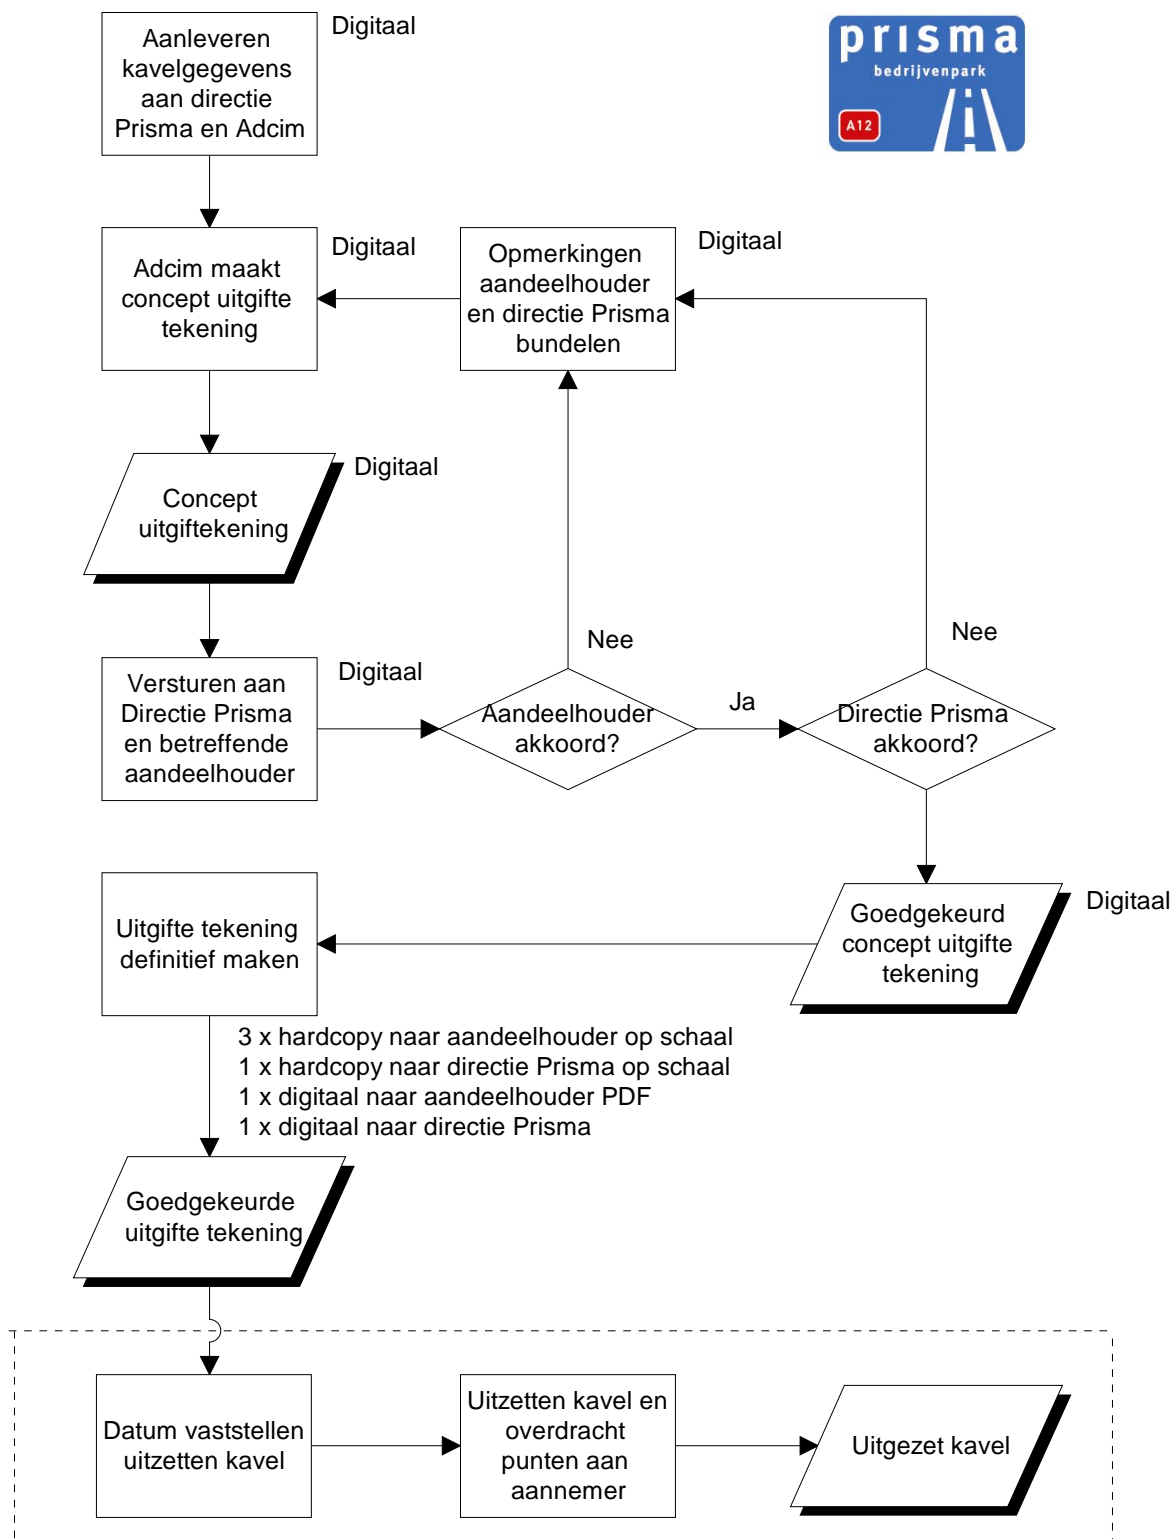 Aanleveren
kavelgegevens
aan directie
Prisma en Adcim
Digitaal
prisma
bedrijvenpark
A12
Adcim maakt
concept uitgifte
tekening
Digitaal
Opmerkingen
aandeelhouder
en directie Prisma
bundelen
Digitaal
Concept
uitgiftekening
Digitaal
Versturen aan
Directie Prisma
en betreffende
aandeelhouder
Digitaal
Nee
Aandeelhouder
akkoord?
Ja
Nee
Directie Prisma
akkoord?
Goedgekeurd
concept uitgifte
tekening
Digitaal
Uitgifte tekening
definitief maken
3 x hardcopy naar aandeelhouder op schaal
1 x hardcopy naar directie Prisma op schaal
1 x digitaal naar aandeelhouder PDF
1 x digitaal naar directie Prisma
Goedgekeurde
uitgifte tekening
Datum vaststellen
uitzetten kavel
Uitzetten kavel en
overdracht
punten aan
aannemer
Uitgezet kavel